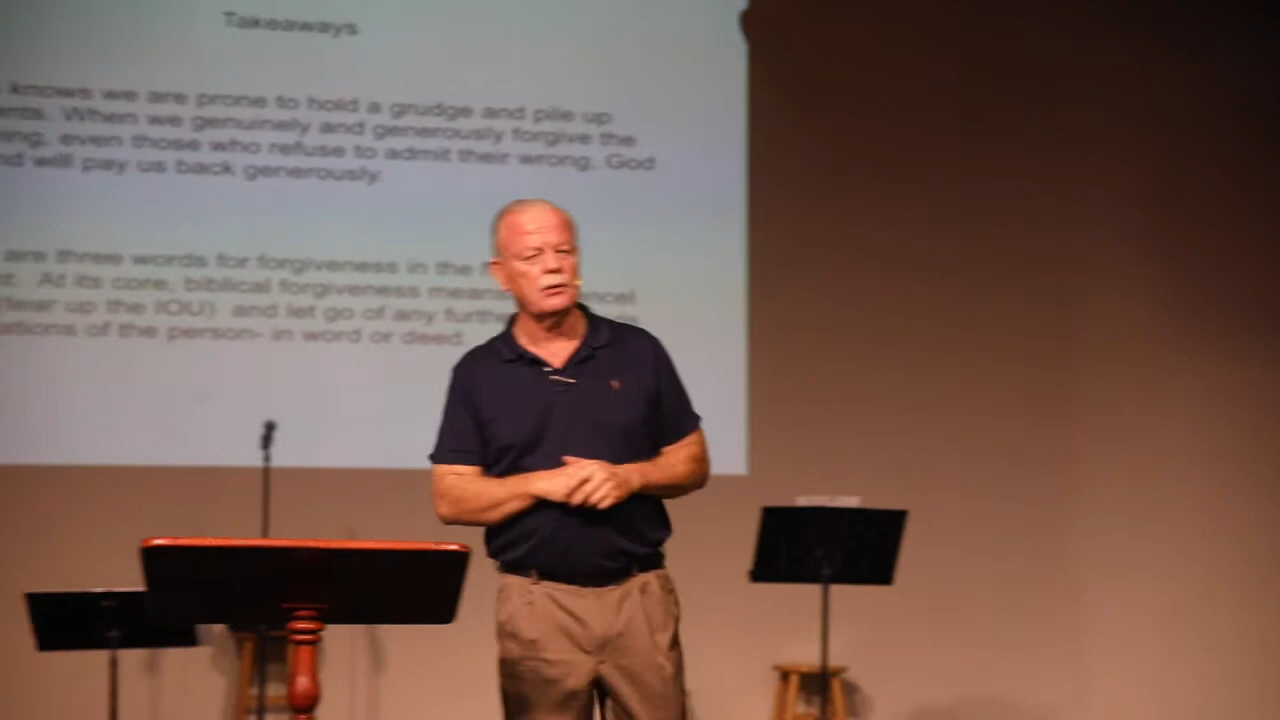 Takeaways
knows we are prone to hold a grudge and pile up
When we genuinely and generously forgive the
even those who refuse to admit their wrong, God
will pay us back generously.
are three words for forgiveness in the
At its core, biblical forgiveness means
(tear up the IOU) and let go of any
of the person- in word or deed.